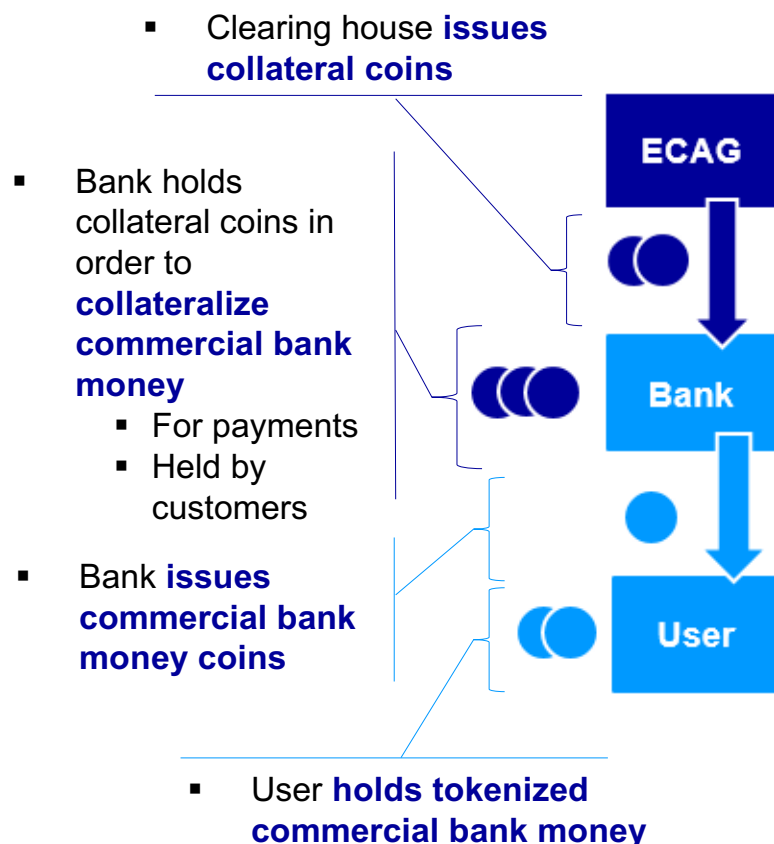 ▪ Clearing house issues
collateral coins
ECAG
▪ Bank holds
collateral coins in
order to
collateralize
commercial bank
money
▪ For payments
▪ Held by
customers
Bank
▪ Bank issues
commercial bank
money coins
User
▪ User holds tokenized
commercial bank money